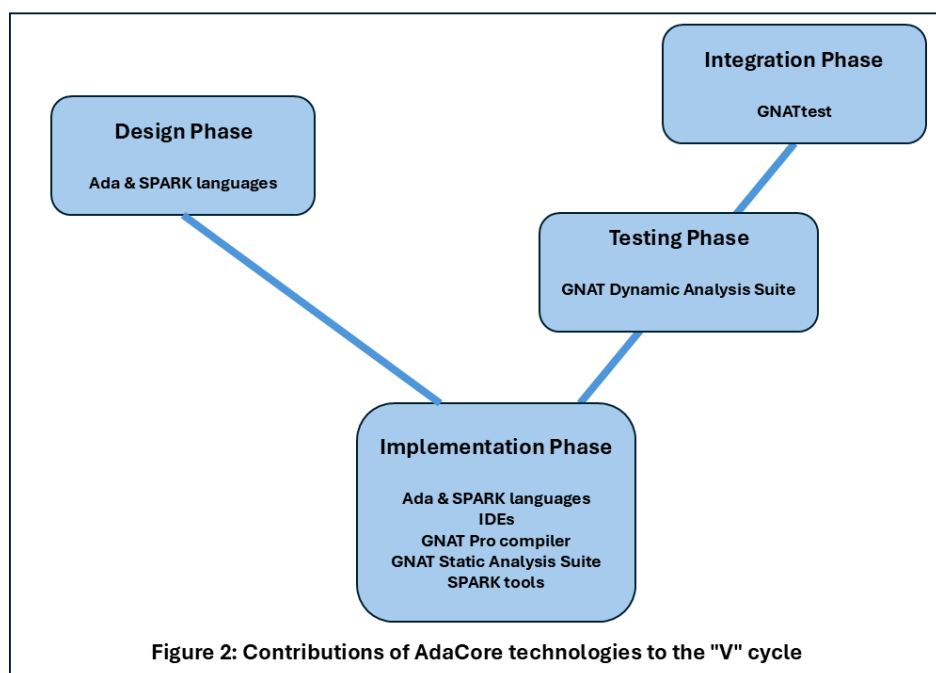 Design Phase
Ada & SPARK languages
Integration Phase
GNATtest
Testing Phase
GNAT Dynamic Analysis Suite
Implementation Phase
Ada & SPARK languages
IDEs
GNAT Pro compiler
GNAT Static Analysis Suite
SPARK tools
Figure 2: Contributions of AdaCore technologies to the "V" cycle